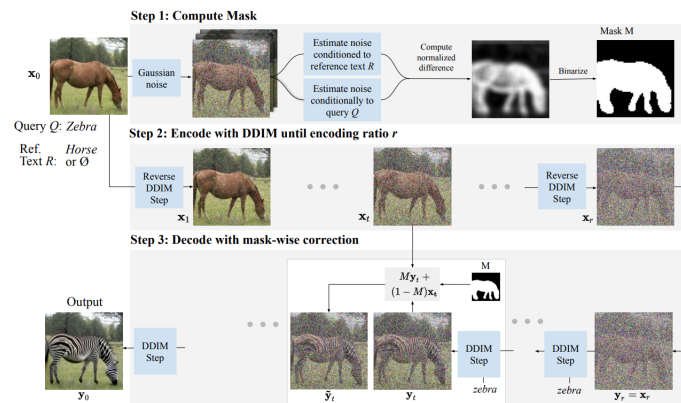 Step 1: Compute Mask
x₀
Gaussian
noise
Estimate noise
conditioned to
reference text R
Estimate noise
conditionally to
query Q
Compute
normalized
difference
Mask M
Binarize
Query Q: Zebra
Ref. Horse
Text R: or Ø
Step 2: Encode with DDIM until encoding ratio r
Reverse
DDIM
Step
x₁
xₜ
Reverse
DDIM
Step
xᵣ
Step 3: Decode with mask-wise correction
Myₜ +
(1 − M)xₜ
M
Output
y₀
DDIM
Step
ỹₜ
yₜ
DDIM
Step
zebra
DDIM
Step
zebra
yᵣ = xᵣ